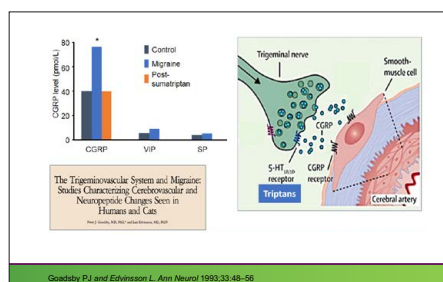 CGRP level (pmol/L)
80
60
40
20
0
*
Control
Migraine
Post-
sumatriptan
CGRP
VIP
SP
The Trigeminovascular System and Migraine:
Studies Characterizing Cerebrovascular and
Neuropeptide Changes Seen in
Humans and Cats
Trigeminal nerve
Smooth-
muscle cell
CGRP
5-HT1B/1D
receptor
CGRP
receptor
Triptans
Cerebral artery
Goadsby PJ and Edvinsson L. Ann Neurol 1993;33:48–56